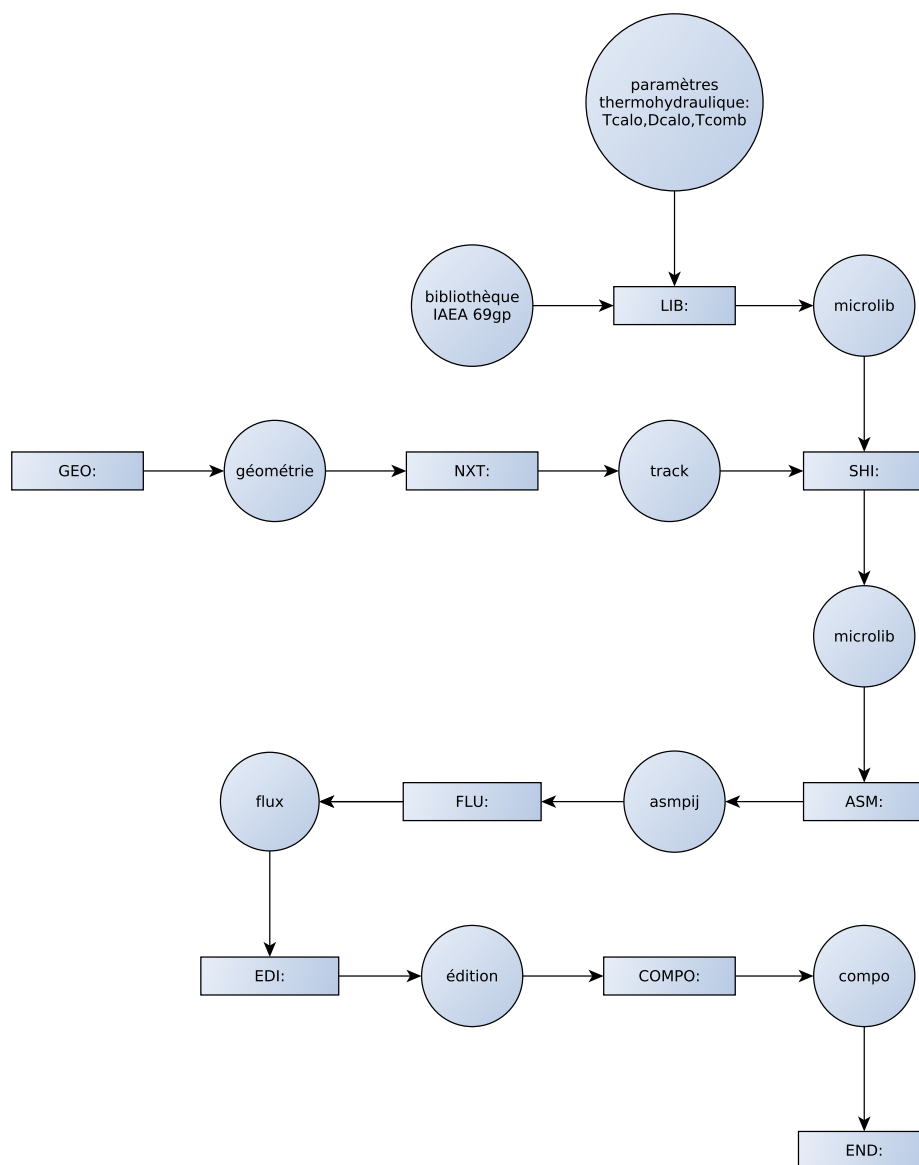 paramètres
thermohydraulique:
Tcalo,Dcalo,Tcomb
bibliothèque
IAEA 69gp
LIB:
microlib
GEO:
géométrie
NXT:
track
SHI:
microlib
flux
FLU:
asmpij
ASM:
EDI:
édition
COMPO:
compo
END: